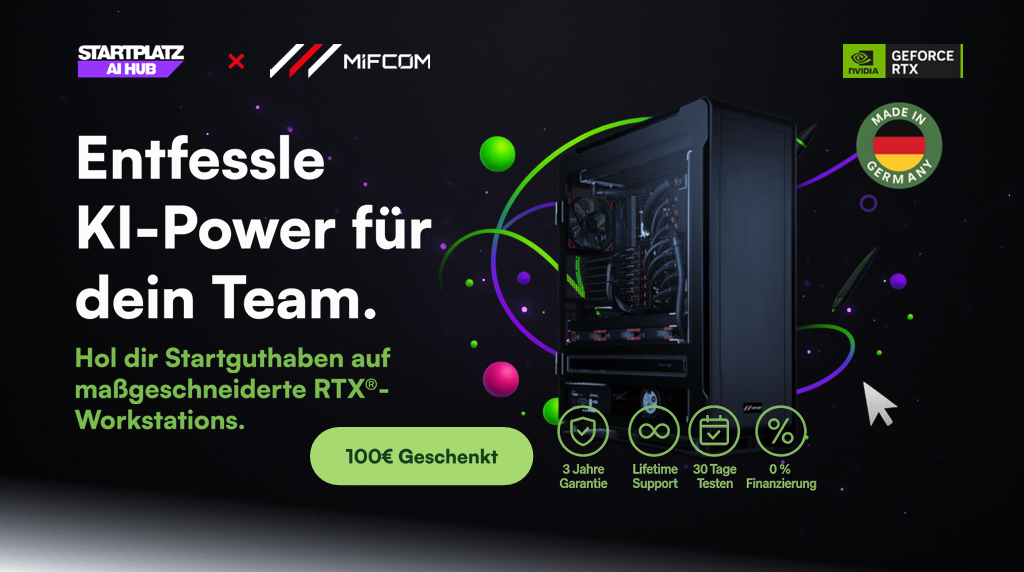 STARTPLATZ
AI HUB
×
MIFCOM
NVIDIA
GEFORCE
RTX
MADE IN
GERMANY
Entfessle
KI-Power für
dein Team.
Hol dir Startguthaben auf
maßgeschneiderte RTX®-
Workstations.
100€ Geschenkt
3 Jahre
Garantie
Lifetime
Support
30 Tage
Testen
0 %
Finanzierung
MIFCOM